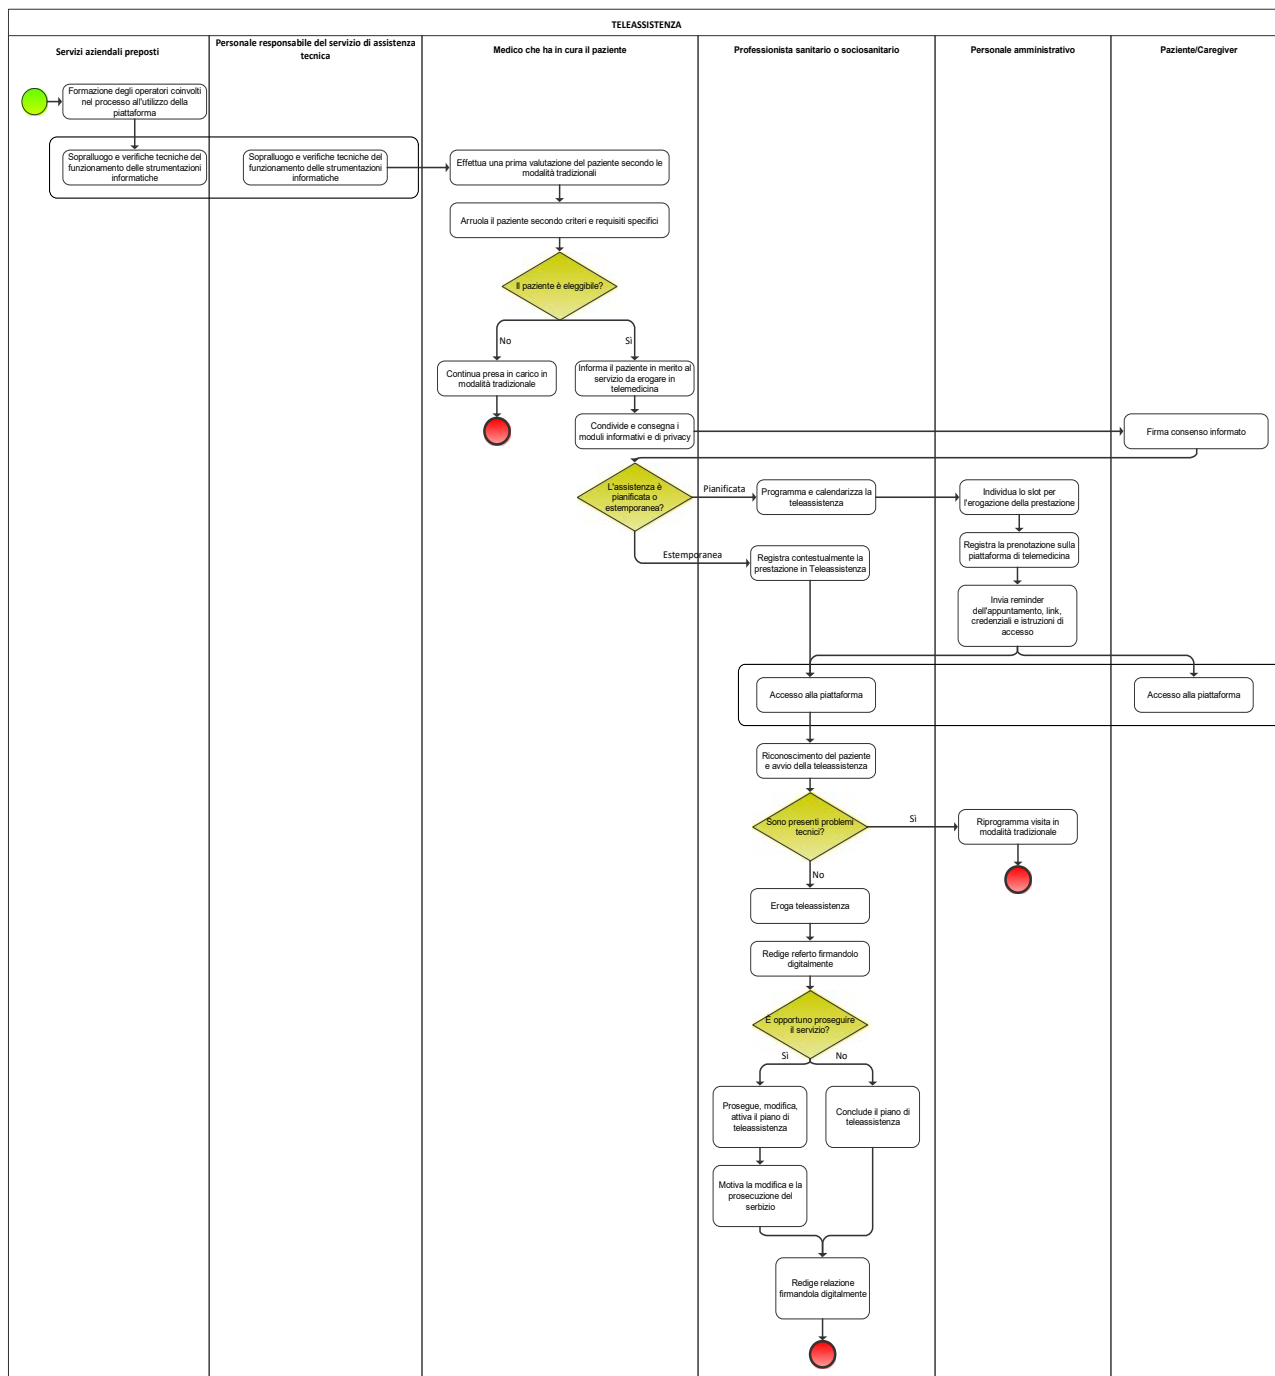 TELEASSISTENZA
Servizi aziendali preposti
Personale responsabile del servizio di assistenza
tecnica
Medico che ha in cura il paziente
Professionista sanitario o sociosanitario
Personale amministrativo
Paziente/Caregiver
Formazione degli operatori coinvolti
nel processo all'utilizzo della
piattaforma
Sopralluogo e verifiche tecniche del
funzionamento delle strumentazioni
informatiche
Sopralluogo e verifiche tecniche del
funzionamento delle strumentazioni
informatiche
Effettua una prima valutazione del paziente secondo le
modalità tradizionali
Arruola il paziente secondo criteri e requisiti specifici
Il paziente è eleggibile?
No
Sì
Continua presa in carico in
modalità tradizionale
Informa il paziente in merito al
servizio da erogare in
telemedicina
Condivide e consegna i
moduli informativi e di privacy
Firma consenso informato
L'assistenza è
pianificata o
estemporanea?
Pianificata
Programma e calendarizza la
teleassistenza
Individua lo slot per
l'erogazione della prestazione
Estemporanea
Registra contestualmente la
prestazione in Teleassistenza
Registra la prenotazione sulla
piattaforma di telemedicina
Invia reminder
dell'appuntamento, link,
credenziali e istruzioni di
accesso
Accesso alla piattaforma
Accesso alla piattaforma
Riconoscimento del paziente
e avvio della teleassistenza
Sono presenti problemi
tecnici?
Sì
Riprogramma visita in
modalità tradizionale
No
Eroga teleassistenza
Redige referto firmandolo
digitalmente
È opportuno proseguire
il servizio?
Sì
No
Prosegue, modifica,
attiva il piano di
teleassistenza
Conclude il piano di
teleassistenza
Motiva la modifica e la
prosecuzione del
serbizio
Redige relazione
firmandola digitalmente